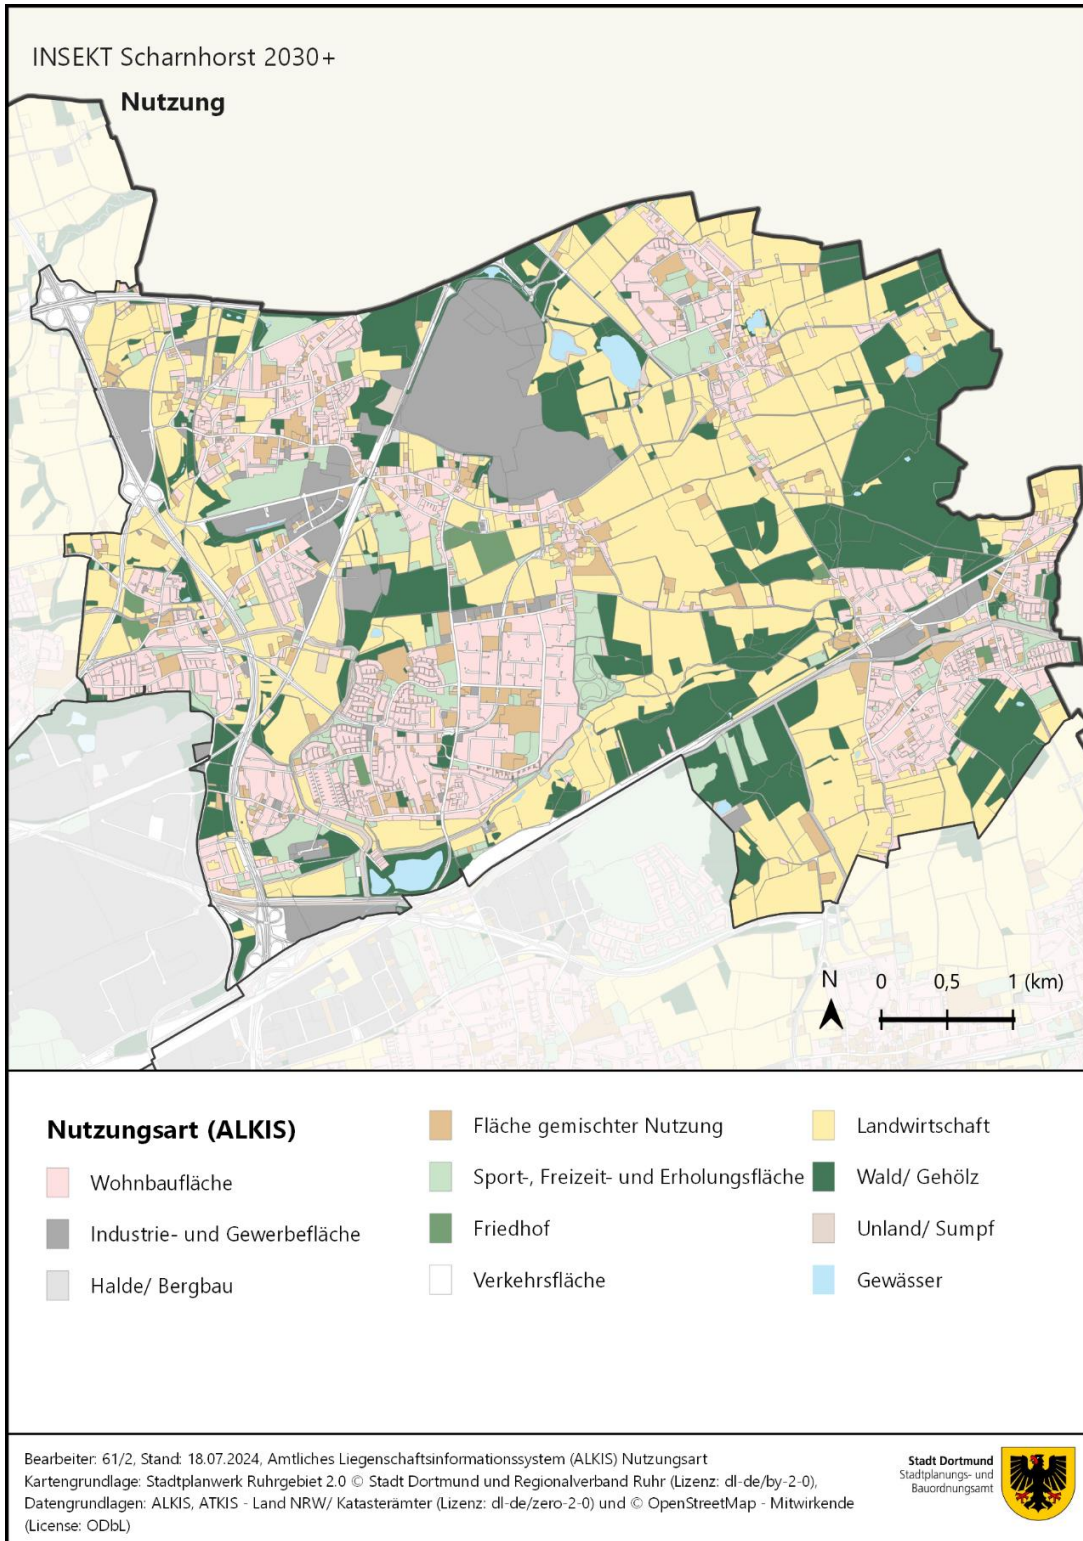 INSEKT Scharnhorst 2030+
Nutzung
N 0 0,5 1 (km)
Nutzungsart (ALKIS)
Wohnbaufläche
Industrie- und Gewerbefläche
Halde/ Bergbau
Fläche gemischter Nutzung
Sport-, Freizeit- und Erholungsfläche
Friedhof
Verkehrsfläche
Landwirtschaft
Wald/ Gehölz
Unland/ Sumpf
Gewässer
Bearbeiter: 61/2, Stand: 18.07.2024, Amtliches Liegenschaftsinformationssystem (ALKIS) Nutzungsart
Kartengrundlage: Stadtplanwerk Ruhrgebiet 2.0 © Stadt Dortmund und Regionalverband Ruhr (Lizenz: dl-de/by-2-0),
Datengrundlagen: ALKIS, ATKIS - Land NRW/ Katasterämter (Lizenz: dl-de/zero-2-0) und © OpenStreetMap - Mitwirkende
(License: ODbL)
Stadt Dortmund
Stadtplanungs- und
Bauordnungsamt